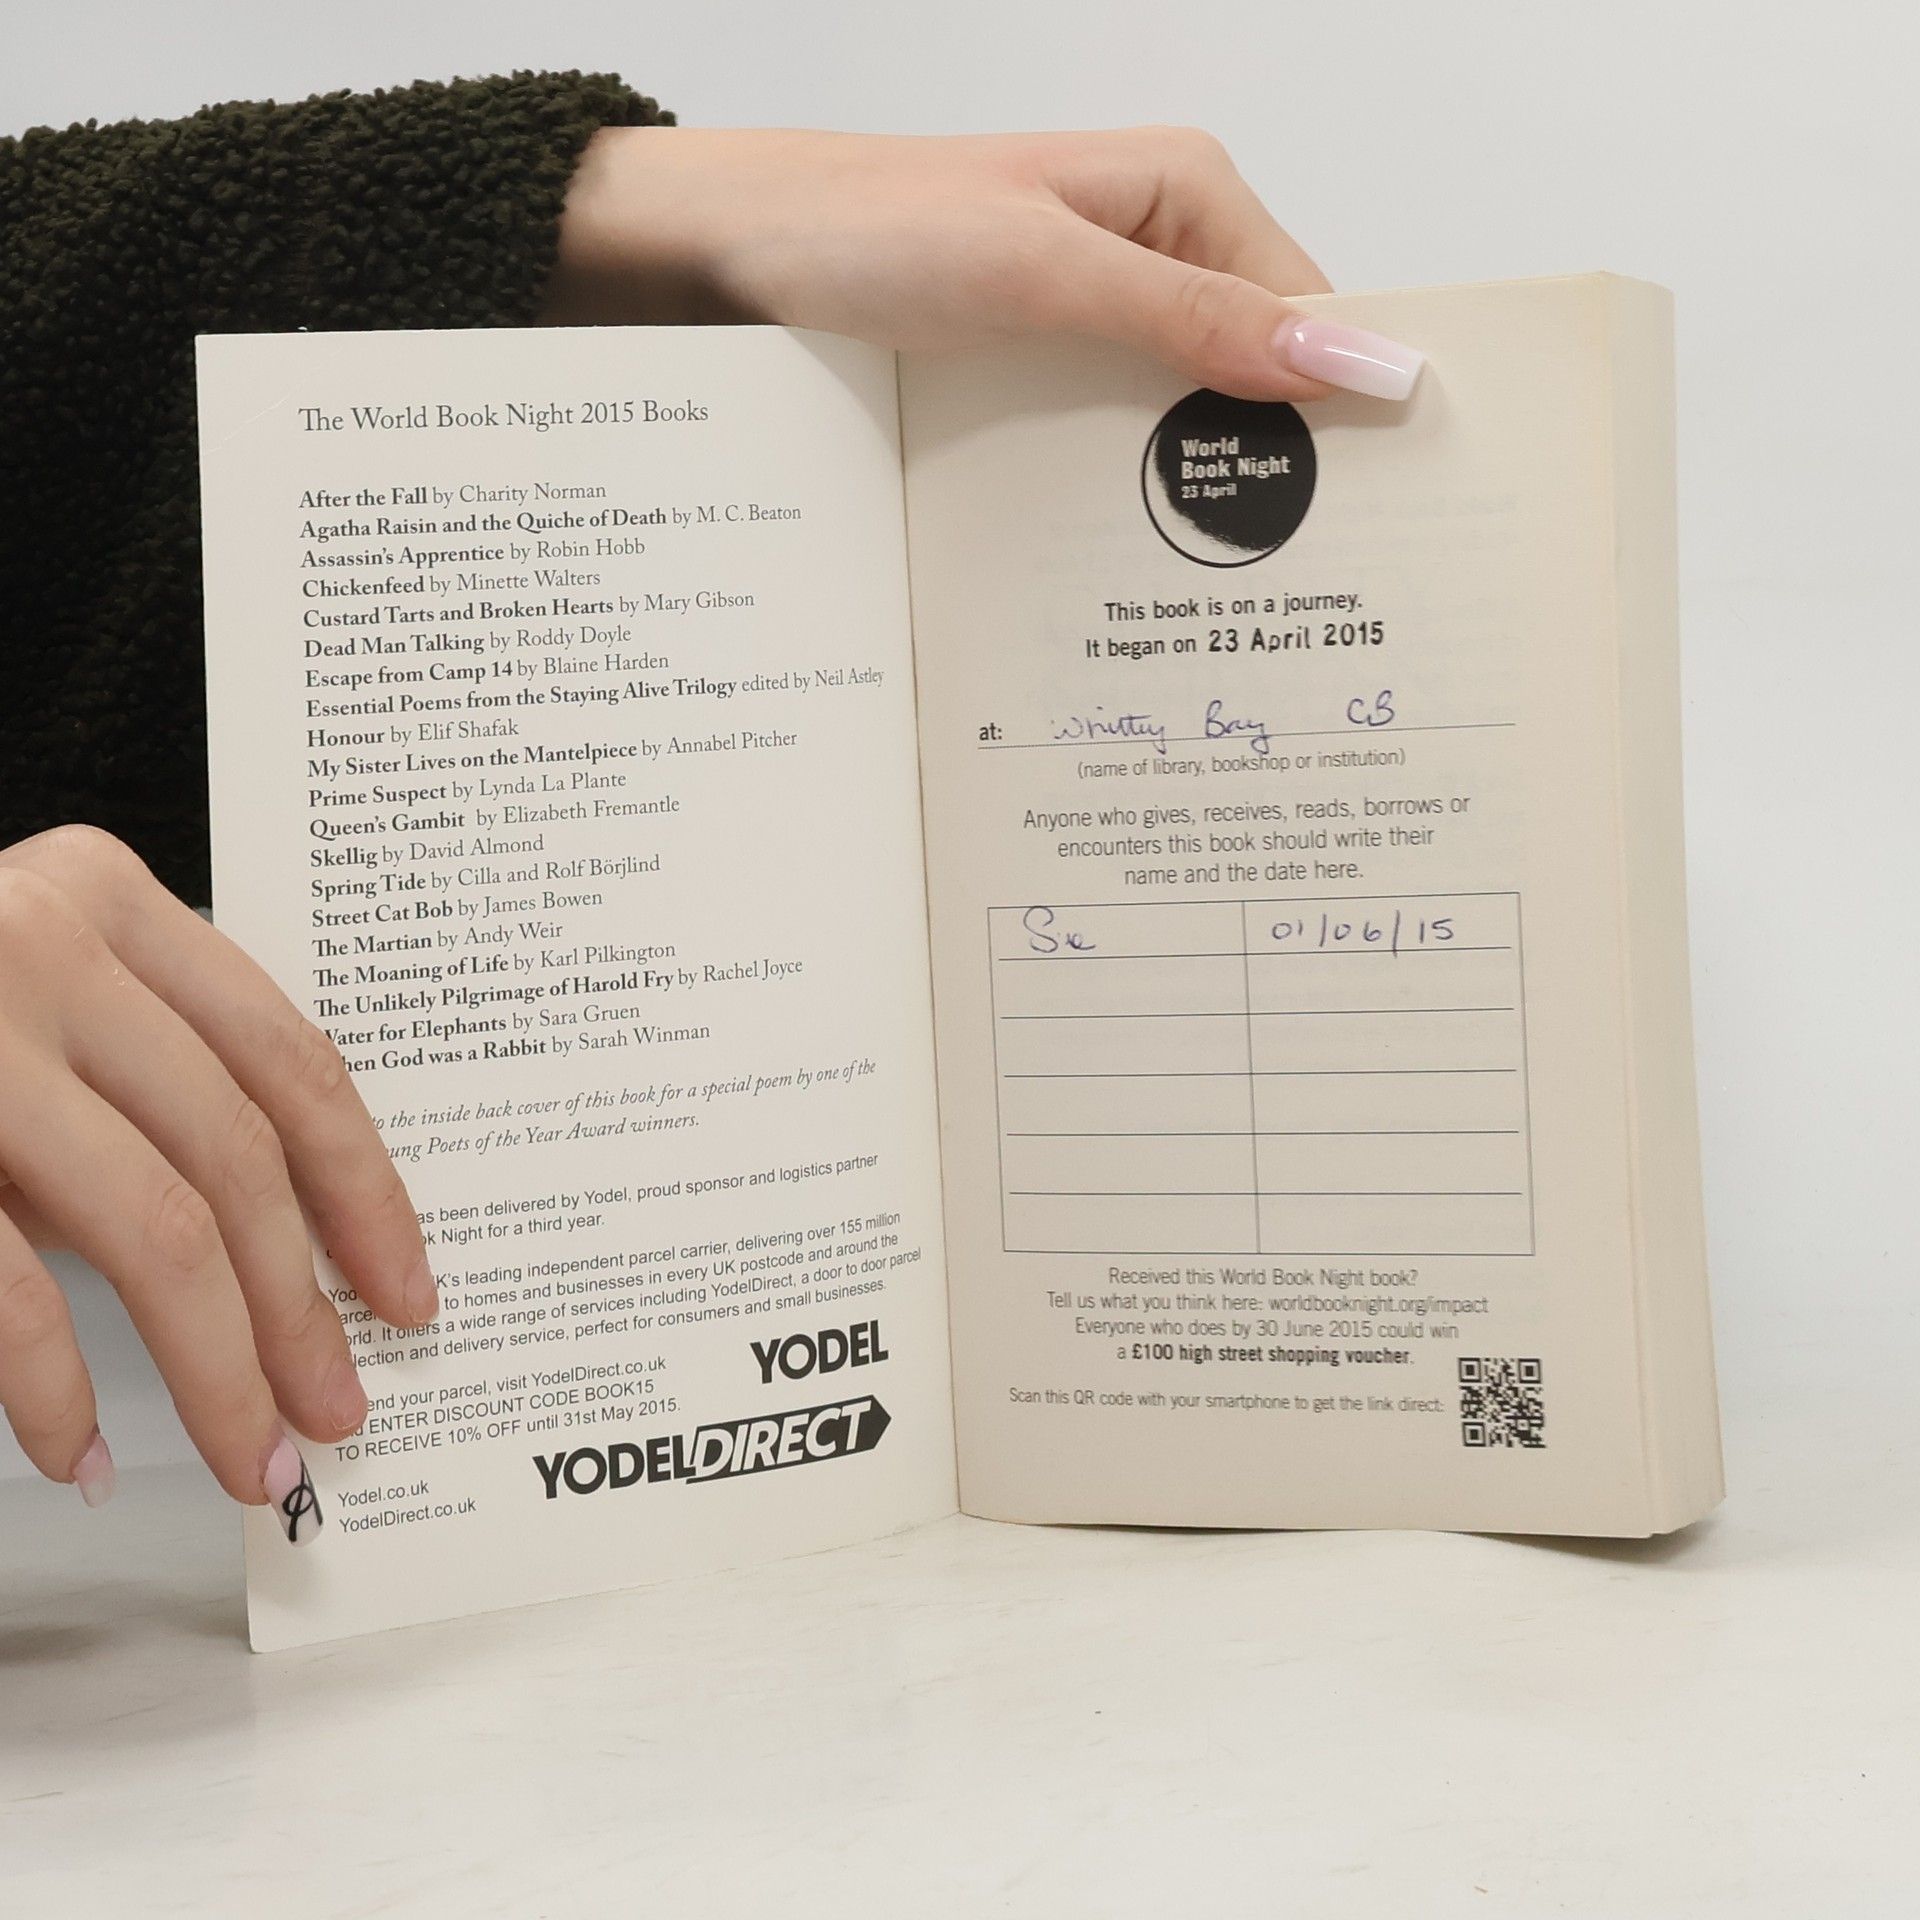 The World Book Night 2015 Books
After the Fall by Charity Norman
Agatha Raisin and the Quiche of Death by M. C. Beaton
Assassin's Apprentice by Robin Hobb
Chickenfeed by Minette Walters
Custard Tarts and Broken Hearts by Mary Gibson
Dead Man Talking by Roddy Doyle
Escape from Camp 14 by Blaine Harden
Essential Poems from the Staying Alive Trilogy edited by Neil Astley
Honour by Elif Shafak
My Sister Lives on the Mantelpiece by Annabel Pitcher
Prime Suspect by Lynda La Plante
Queen's Gambit by Elizabeth Fremantle
Skellig by David Almond
Spring Tide by Cilla and Rolf Börjlind
Street Cat Bob by James Bowen
The Martian by Andy Weir
The Moaning of Life by Karl Pilkington
The Unlikely Pilgrimage of Harold Fry by Rachel Joyce
Water for Elephants by Sara Gruen
hen God was a Rabbit by Sarah Winman
o the inside back cover of this book for a special poem by one of the
ung Poets of the Year Award winners.
as been delivered by Yodel, proud sponsor and logistics partner
ok Night for a third year.
K's leading independent parcel carrier, delivering over 155 million
to homes and businesses in every UK postcode and around the
orld. It offers a wide range of services including YodelDirect, a door to door parcel
lection and delivery service, perfect for consumers and small businesses.
end your parcel, visit YodelDirect.co.uk
ENTER DISCOUNT CODE BOOK15
TO RECEIVE 10% OFF until 31st May 2015.
YODEL
YODELDIRECT
Yodel.co.uk
YodelDirect.co.uk
World
Book Night
23 April
This book is on a journey.
It began on 23 April 2015
at: Whitley Bay CB
(name of library, bookshop or institution)
Anyone who gives, receives, reads, borrows or
encounters this book should write their
name and the date here.
Sue 01/06/15
Received this World Book Night book?
Tell us what you think here: worldbooknight.org/impact
Everyone who does by 30 June 2015 could win
a £100 high street shopping voucher.
Scan this QR code with your smartphone to get the link direct: